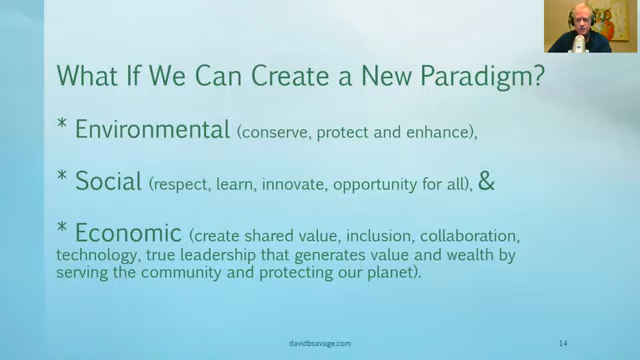 What If We Can Create a New Paradigm?
* Environmental (conserve, protect and enhance),
* Social (respect, learn, innovate, opportunity for all), &
* Economic (create shared value, inclusion, collaboration,
technology, true leadership that generates value and wealth by
serving the community and protecting our planet).
davidbsavage.com
14